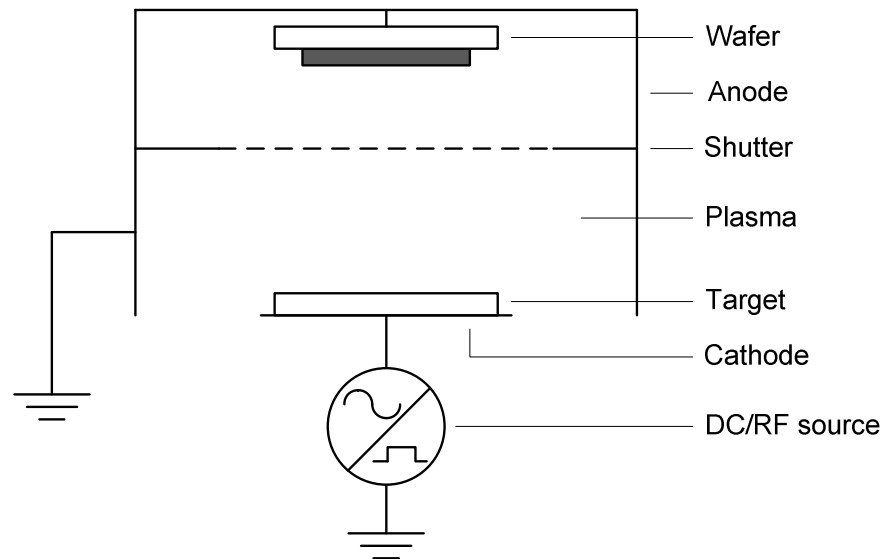 Wafer
Anode
Shutter
Plasma
Target
Cathode
DC/RF source